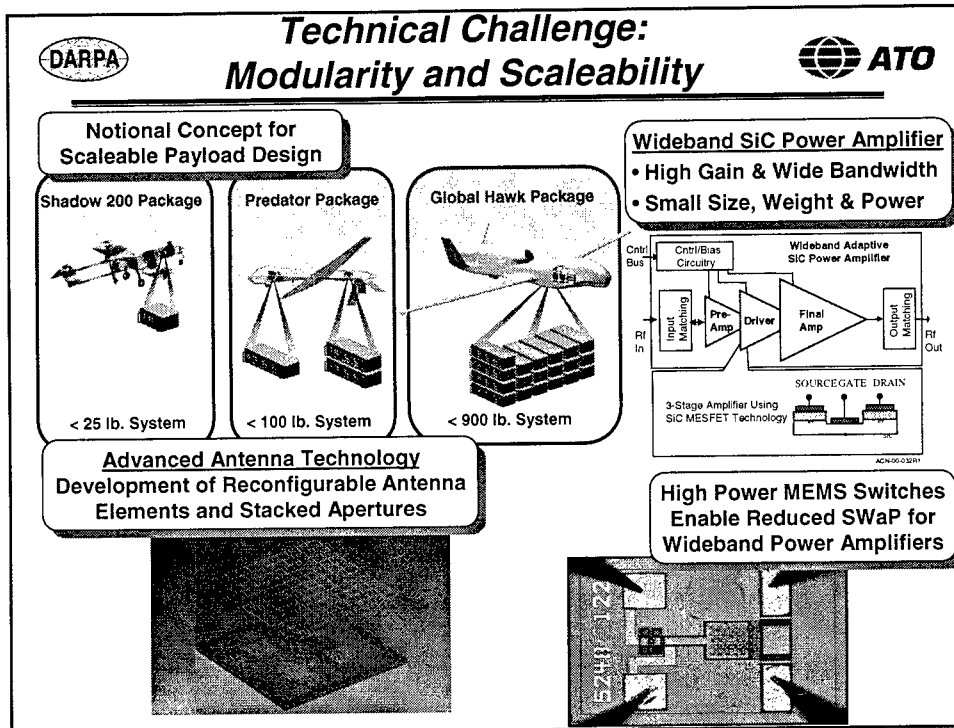 DARPA
Technical Challenge:
Modularity and Scaleability
ATO
Notional Concept for
Scaleable Payload Design
Shadow 200 Package
< 25 lb. System
Predator Package
< 100 lb. System
Global Hawk Package
< 900 lb. System
Wideband SiC Power Amplifier
• High Gain & Wide Bandwidth
• Small Size, Weight & Power
Cntrl
Bus
Cntrl/Bias
Circuitry
Wideband Adaptive
SiC Power Amplifier
Rf
In
Input
Matching
Pre-
Amp
Driver
Final
Amp
Output
Matching
Rf
Out
3-Stage Amplifier Using
SiC MESFET Technology
SOURCE GATE DRAIN
SiC
ACN-00-032R1
Advanced Antenna Technology
Development of Reconfigurable Antenna
Elements and Stacked Apertures
High Power MEMS Switches
Enable Reduced SWaP for
Wideband Power Amplifiers
122